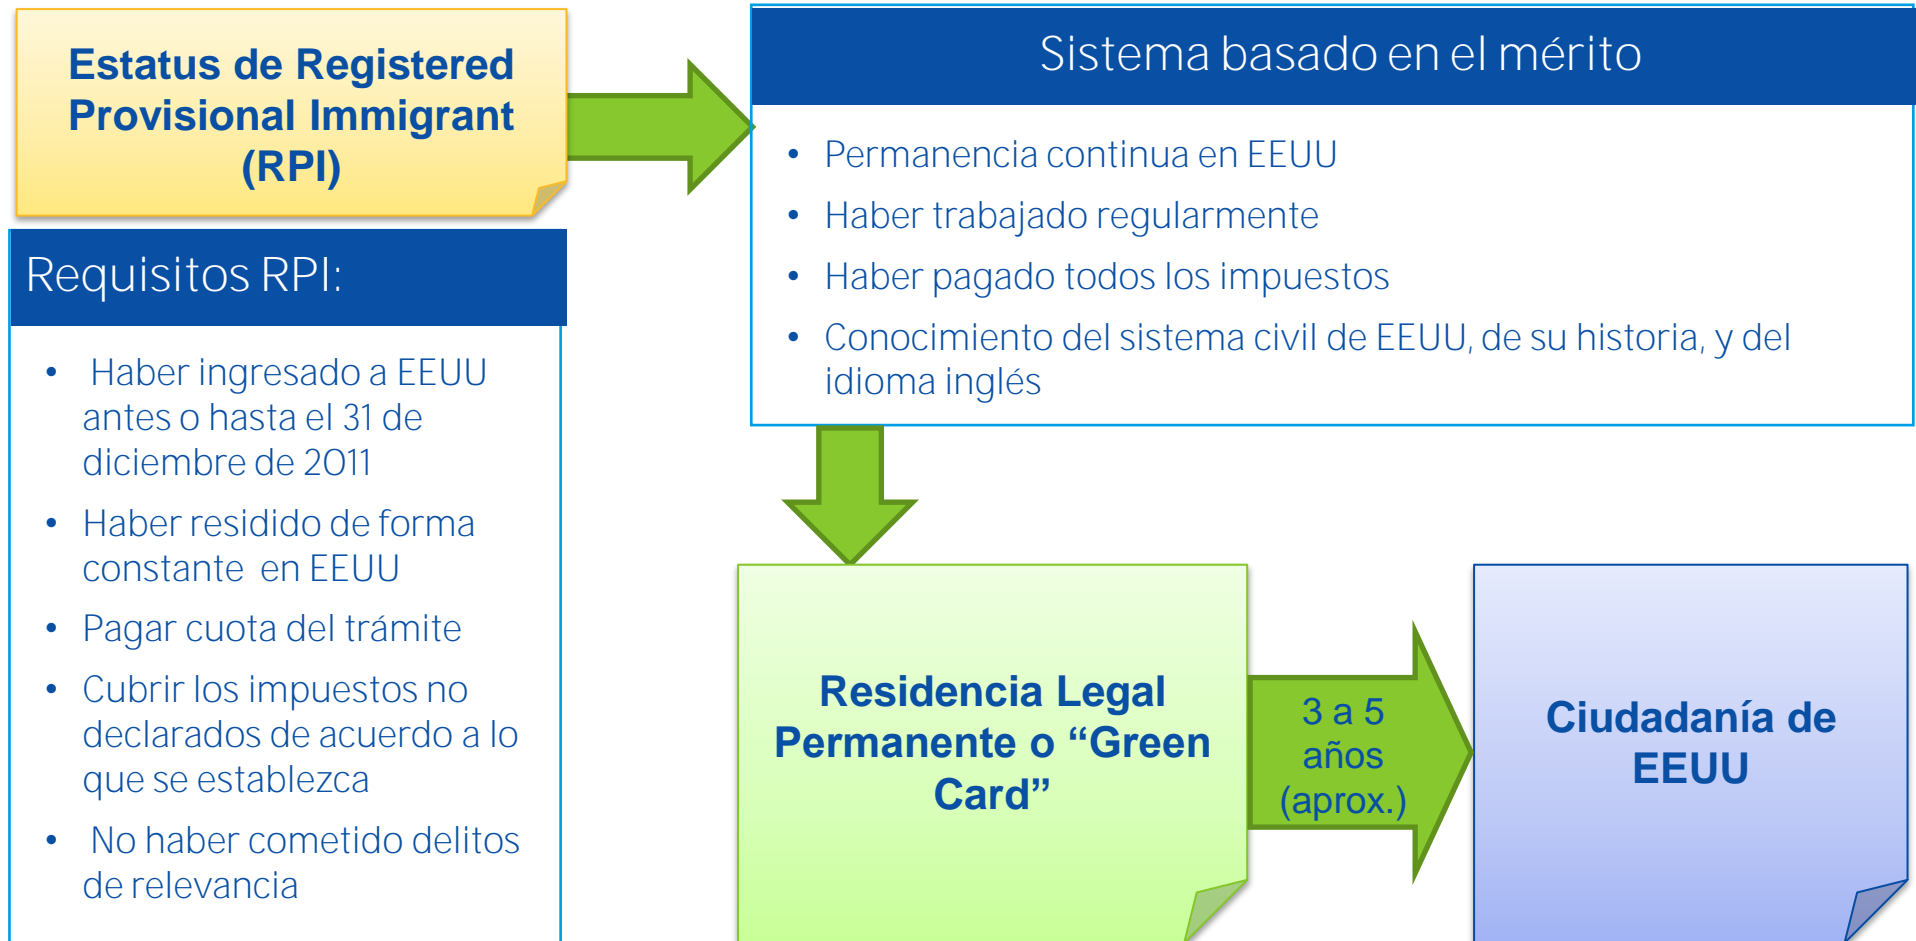 Estatus de Registered
Provisional Immigrant
(RPI)
Requisitos RPI:
• Haber ingresado a EEUU
antes o hasta el 31 de
diciembre de 2011
• Haber residido de forma
constante en EEUU
• Pagar cuota del trámite
• Cubrir los impuestos no
declarados de acuerdo a lo
que se establezca
• No haber cometido delitos
de relevancia
Sistema basado en el mérito
• Permanencia continua en EEUU
• Haber trabajado regularmente
• Haber pagado todos los impuestos
• Conocimiento del sistema civil de EEUU, de su historia, y del
idioma inglés
Residencia Legal
Permanente o “Green
Card”
3 a 5
años
(aprox.)
Ciudadanía de
EEUU